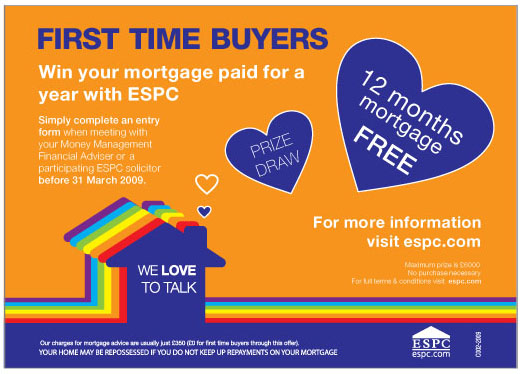 FIRST TIME BUYERS
Win your mortgage paid for a
year with ESPC
Simply complete an entry
form when meeting with
your Money Management
Financial Adviser or a
participating ESPC solicitor
before 31 March 2009.
PRIZE
DRAW
12 months
mortgage
FREE
For more information
visit espc.com
Maximum prize is £6000
No purchase necessary
For full terms & conditions visit espc.com
WE LOVE
TO TALK
Our charges for mortgage advice are usually just £350 (£0 for first time buyers through this offer).
YOUR HOME MAY BE REPOSSESSED IF YOU DO NOT KEEP UP REPAYMENTS ON YOUR MORTGAGE
ESPC
espc.com